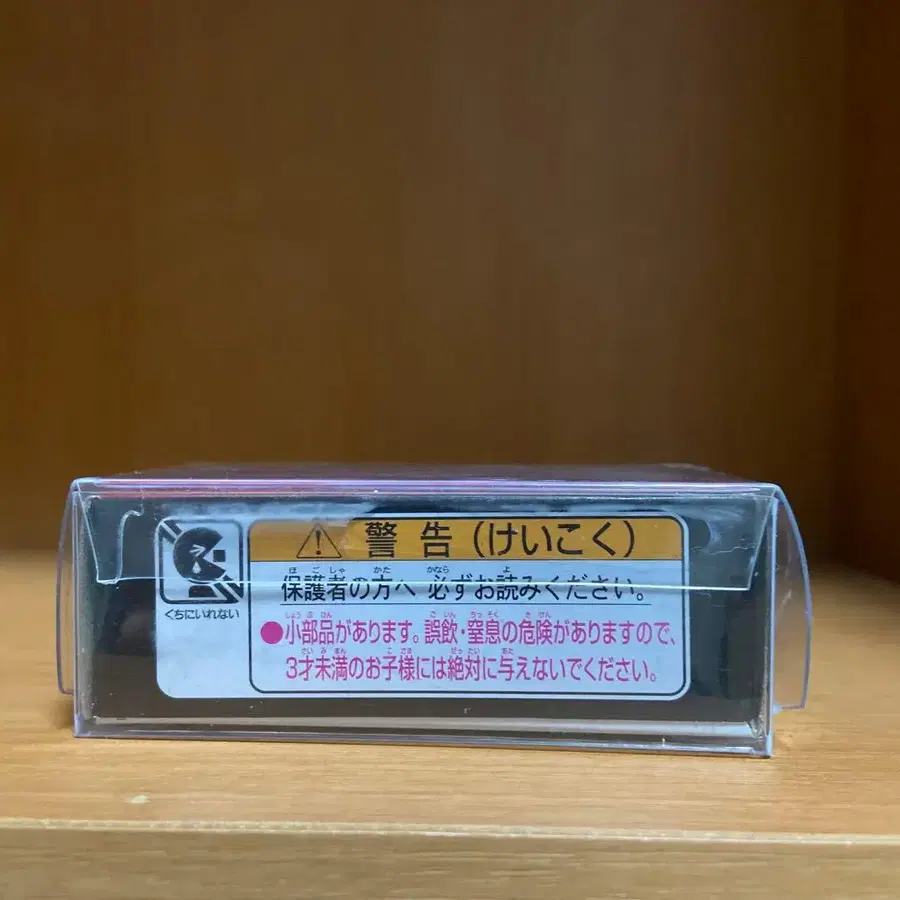 警告(けいこく)
保護者の方へ 必ずお読みください。
●小部品があります。誤飲・窒息の危険がありますので、
3才未満のお子様には絶対に与えないでください。
くちにいれない